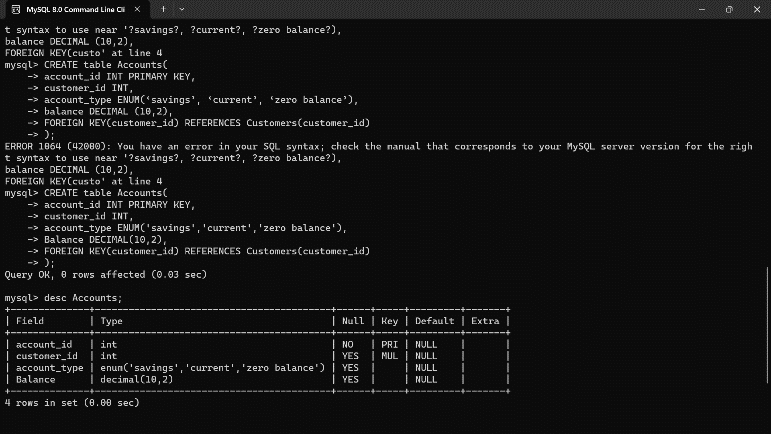 MySQL 8.0 Command Line Cli
t syntax to use near '?savings?, ?current?, ?zero balance?),
balance DECIMAL (10,2),
FOREIGN KEY(custo' at line 4
mysql> CREATE table Accounts(
    -> account_id INT PRIMARY KEY,
    -> customer_id INT,
    -> account_type ENUM(‘savings’, ‘current’, ‘zero balance’),
    -> balance DECIMAL (10,2),
    -> FOREIGN KEY(customer_id) REFERENCES Customers(customer_id)
    -> );
ERROR 1064 (42000): You have an error in your SQL syntax; check the manual that corresponds to your MySQL server version for the righ
t syntax to use near '?savings?, ?current?, ?zero balance?),
balance DECIMAL (10,2),
FOREIGN KEY(custo' at line 4
mysql> CREATE table Accounts(
    -> account_id INT PRIMARY KEY,
    -> customer_id INT,
    -> account_type ENUM('savings','current','zero balance'),
    -> Balance DECIMAL(10,2),
    -> FOREIGN KEY(customer_id) REFERENCES Customers(customer_id)
    -> );
Query OK, 0 rows affected (0.03 sec)
mysql> desc Accounts;
| Field | Type | Null | Key | Default | Extra |
| account_id | int | NO | PRI | NULL | |
| customer_id | int | YES | MUL | NULL | |
| account_type | enum('savings','current','zero balance') | YES | | NULL | |
| Balance | decimal(10,2) | YES | | NULL | |
4 rows in set (0.00 sec)